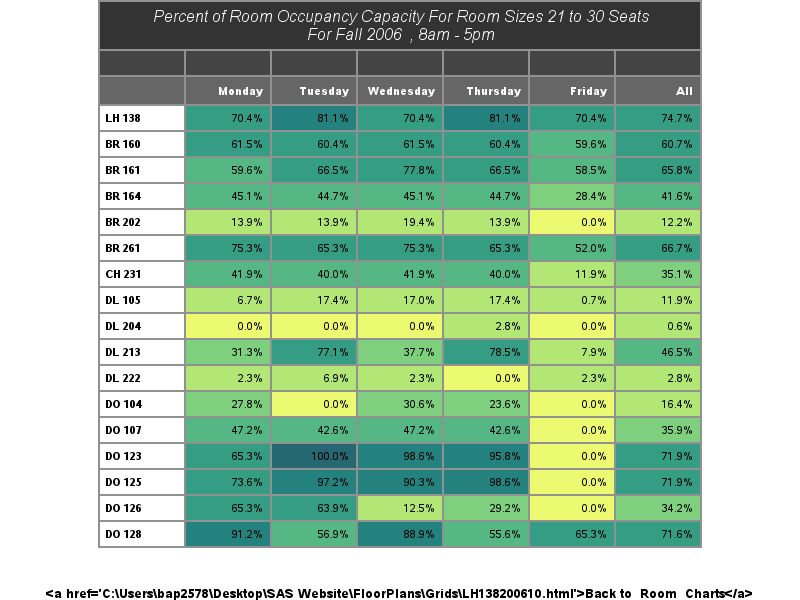 Percent of Room Occupancy Capacity For Room Sizes 21 to 30 Seats
For Fall 2006 , 8am - 5pm
Monday Tuesday Wednesday Thursday Friday All
LH 138 70.4% 81.1% 70.4% 81.1% 70.4% 74.7%
BR 160 61.5% 60.4% 61.5% 60.4% 59.6% 60.7%
BR 161 59.6% 66.5% 77.8% 66.5% 58.5% 65.8%
BR 164 45.1% 44.7% 45.1% 44.7% 28.4% 41.6%
BR 202 13.9% 13.9% 19.4% 13.9% 0.0% 12.2%
BR 261 75.3% 65.3% 75.3% 65.3% 52.0% 66.7%
CH 231 41.9% 40.0% 41.9% 40.0% 11.9% 35.1%
DL 105 6.7% 17.4% 17.0% 17.4% 0.7% 11.9%
DL 204 0.0% 0.0% 0.0% 2.8% 0.0% 0.6%
DL 213 31.3% 77.1% 37.7% 78.5% 7.9% 46.5%
DL 222 2.3% 6.9% 2.3% 0.0% 2.3% 2.8%
DO 104 27.8% 0.0% 30.6% 23.6% 0.0% 16.4%
DO 107 47.2% 42.6% 47.2% 42.6% 0.0% 35.9%
DO 123 65.3% 100.0% 98.6% 95.8% 0.0% 71.9%
DO 125 73.6% 97.2% 90.3% 98.6% 0.0% 71.9%
DO 126 65.3% 63.9% 12.5% 29.2% 0.0% 34.2%
DO 128 91.2% 56.9% 88.9% 55.6% 65.3% 71.6%
<a href='C:\Users\bap2578\Desktop\SAS Website\FloorPlans\Grids\LH138200610.html'>Back to Room Charts</a>